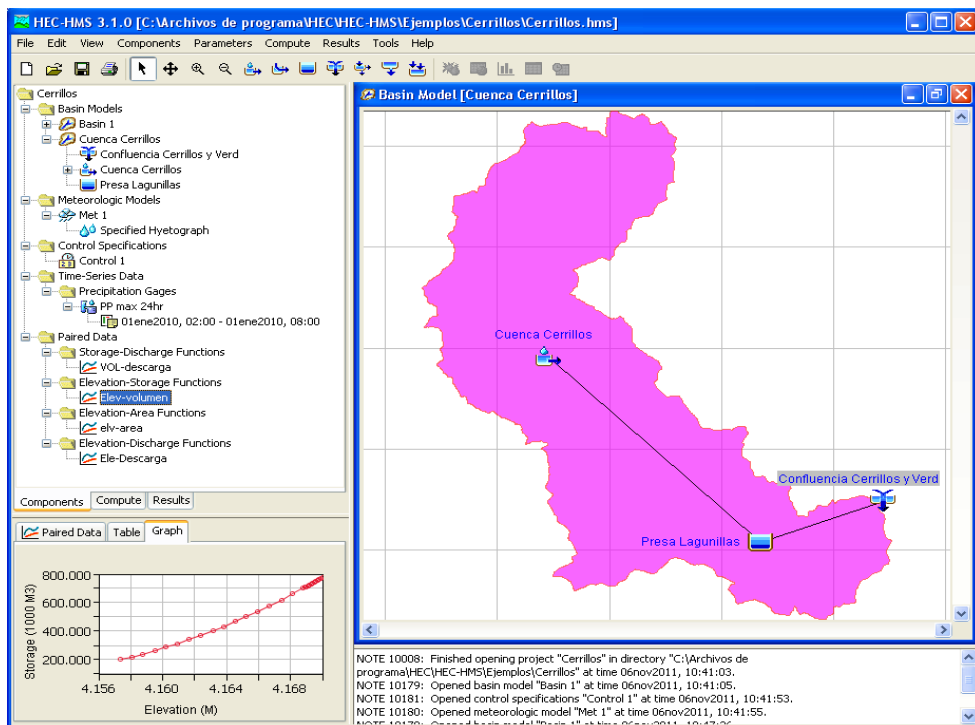 HEC-HMS 3.1.0 [C:\Archivos de programa\HEC\HEC-HMS\Ejemplos\Cerrillos\Cerrillos.hms]
File Edit View Components Parameters Compute Results Tools Help
Cerrillos
Basin Models
Basin 1
Cuenca Cerrillos
Confluencia Cerrillos y Verd
Cuenca Cerrillos
Presa Lagunillas
Meteorologic Models
Met 1
Specified Hyetograph
Control Specifications
Control 1
Time-Series Data
Precipitation Gages
PP max 24hr
01ene2010, 02:00 - 01ene2010, 08:00
Paired Data
Storage-Discharge Functions
VOL-descarga
Elevation-Storage Functions
Elev-volumen
Elevation-Area Functions
elv-area
Elevation-Discharge Functions
Ele-Descarga
Components Compute Results
Paired Data Table Graph
800.000
600.000
400.000
200.000
Storage (1000 M3)
4.156 4.160 4.164 4.168
Elevation (M)
Basin Model [Cuenca Cerrillos]
Cuenca Cerrillos
Confluencia Cerrillos y Verd
Presa Lagunillas
NOTE 10008: Finished opening project "Cerrillos" in directory "C:\Archivos de
programa\HEC\HEC-HMS\Ejemplos\Cerrillos" at time 06nov2011, 10:41:03.
NOTE 10179: Opened basin model "Basin 1" at time 06nov2011, 10:41:05.
NOTE 10181: Opened control specifications "Control 1" at time 06nov2011, 10:41:53.
NOTE 10180: Opened meteorologic model "Met 1" at time 06nov2011, 10:41:55.